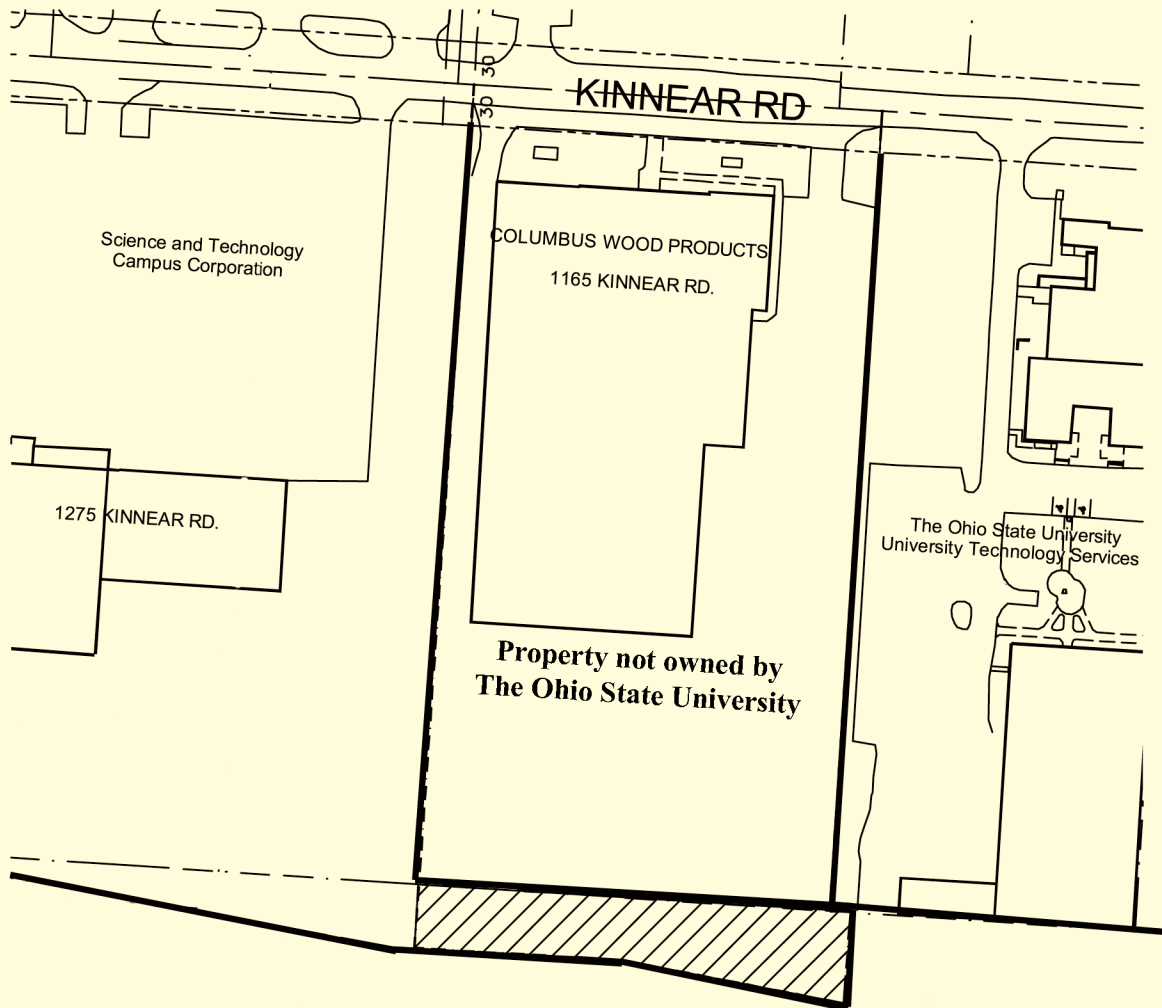 30
30
KINNEAR RD
Science and Technology
Campus Corporation
COLUMBUS WOOD PRODUCTS
1165 KINNEAR RD.
1275 KINNEAR RD.
The Ohio State University
University Technology Services
Property not owned by
The Ohio State University